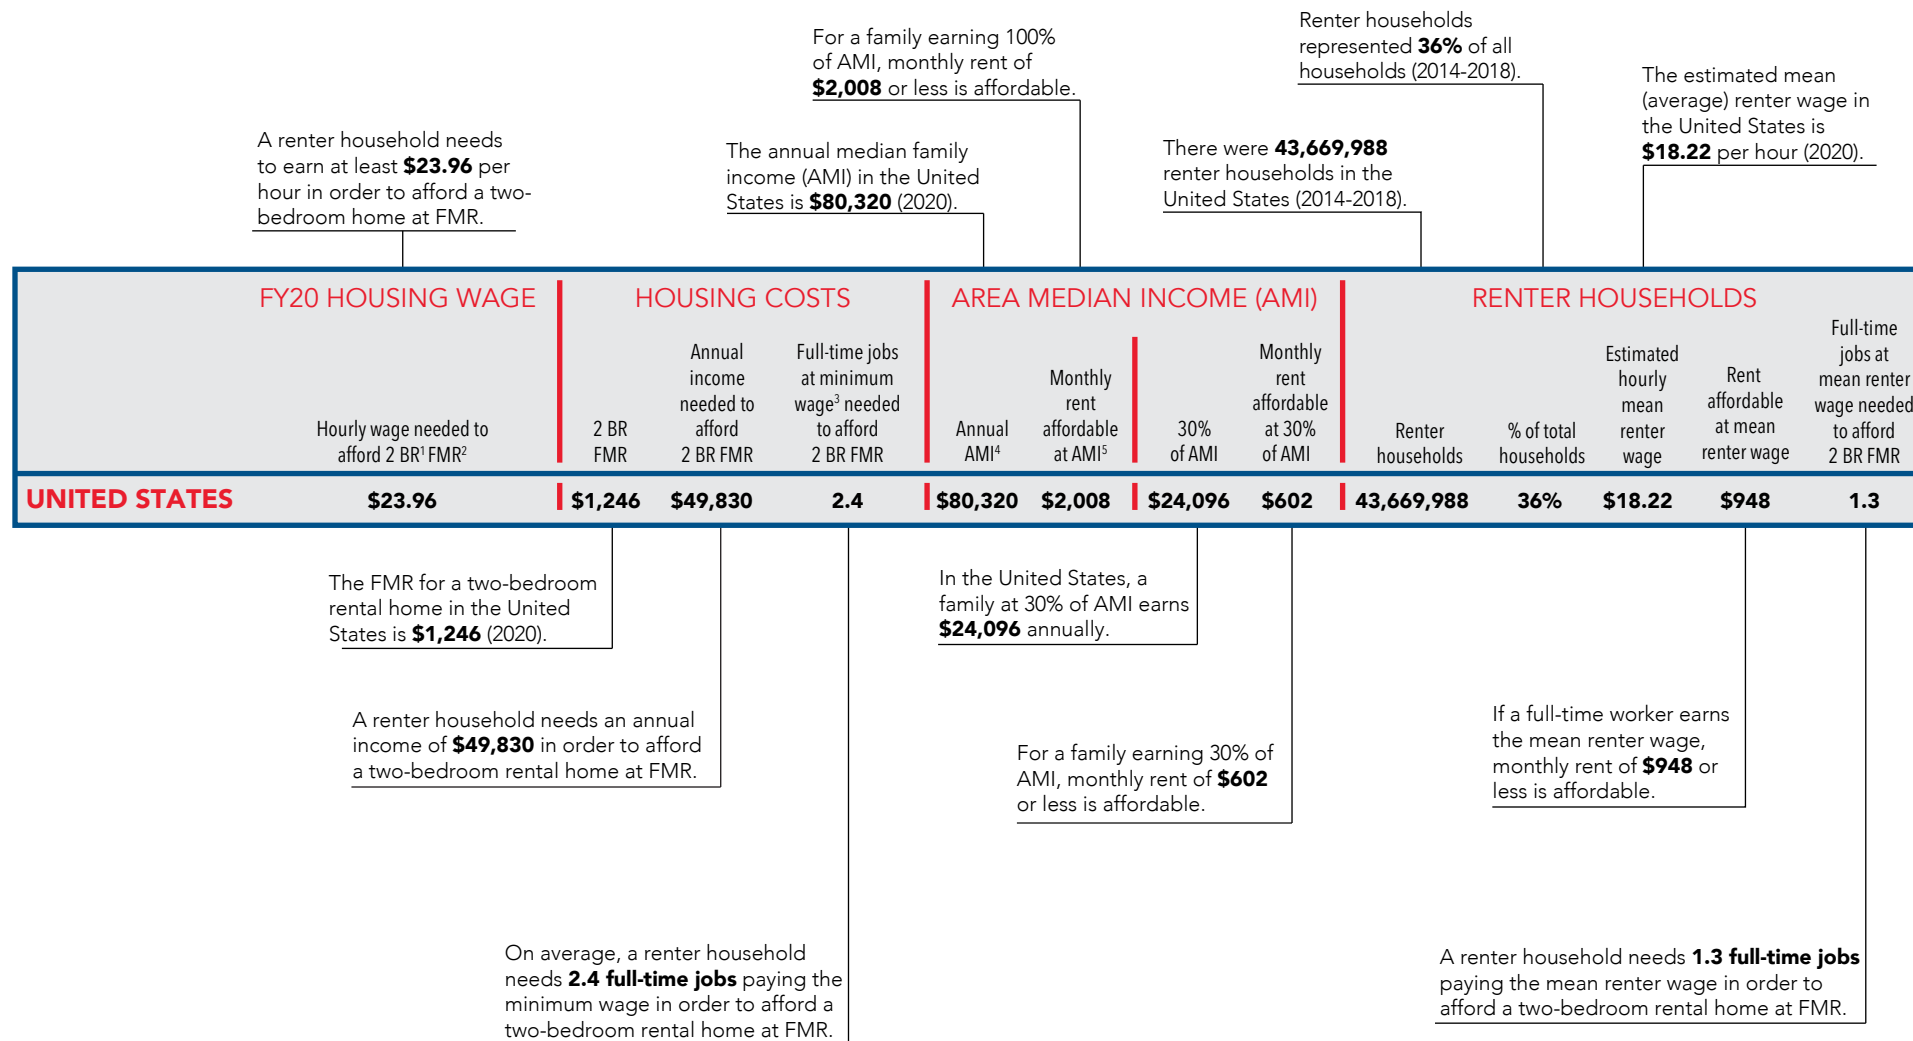 For a family earning 100%
of AMI, monthly rent of
$2,008 or less is affordable.
Renter households
represented 36% of all
households (2014-2018).
The estimated mean
(average) renter wage in
the United States is
$18.22 per hour (2020).
A renter household needs
to earn at least $23.96 per
hour in order to afford a two-
bedroom home at FMR.
The annual median family
income (AMI) in the United
States is $80,320 (2020).
There were 43,669,988
renter households in the
United States (2014-2018).
FY20 HOUSING WAGE
HOUSING COSTS
AREA MEDIAN INCOME (AMI)
RENTER HOUSEHOLDS
Hourly wage needed to
afford 2 BR¹ FMR²
2 BR
FMR
Annual
income
needed to
afford
2 BR FMR
Full-time jobs
at minimum
wage³ needed
to afford
2 BR FMR
Annual
AMI⁴
Monthly
rent
affordable
at AMI⁵
30%
of AMI
Monthly
rent
affordable
at 30%
of AMI
Renter
households
% of total
households
Estimated
hourly
mean
renter
wage
Rent
affordable
at mean
renter wage
Full-time
jobs at
mean renter
wage needed
to afford
2 BR FMR
UNITED STATES $23.96 $1,246 $49,830 2.4 $80,320 $2,008 $24,096 $602 43,669,988 36% $18.22 $948 1.3
The FMR for a two-bedroom
rental home in the United
States is $1,246 (2020).
In the United States, a
family at 30% of AMI earns
$24,096 annually.
A renter household needs an annual
income of $49,830 in order to afford
a two-bedroom rental home at FMR.
For a family earning 30% of
AMI, monthly rent of $602
or less is affordable.
If a full-time worker earns
the mean renter wage,
monthly rent of $948 or
less is affordable.
On average, a renter household
needs 2.4 full-time jobs paying the
minimum wage in order to afford a
two-bedroom rental home at FMR.
A renter household needs 1.3 full-time jobs
paying the mean renter wage in order to
afford a two-bedroom rental home at FMR.